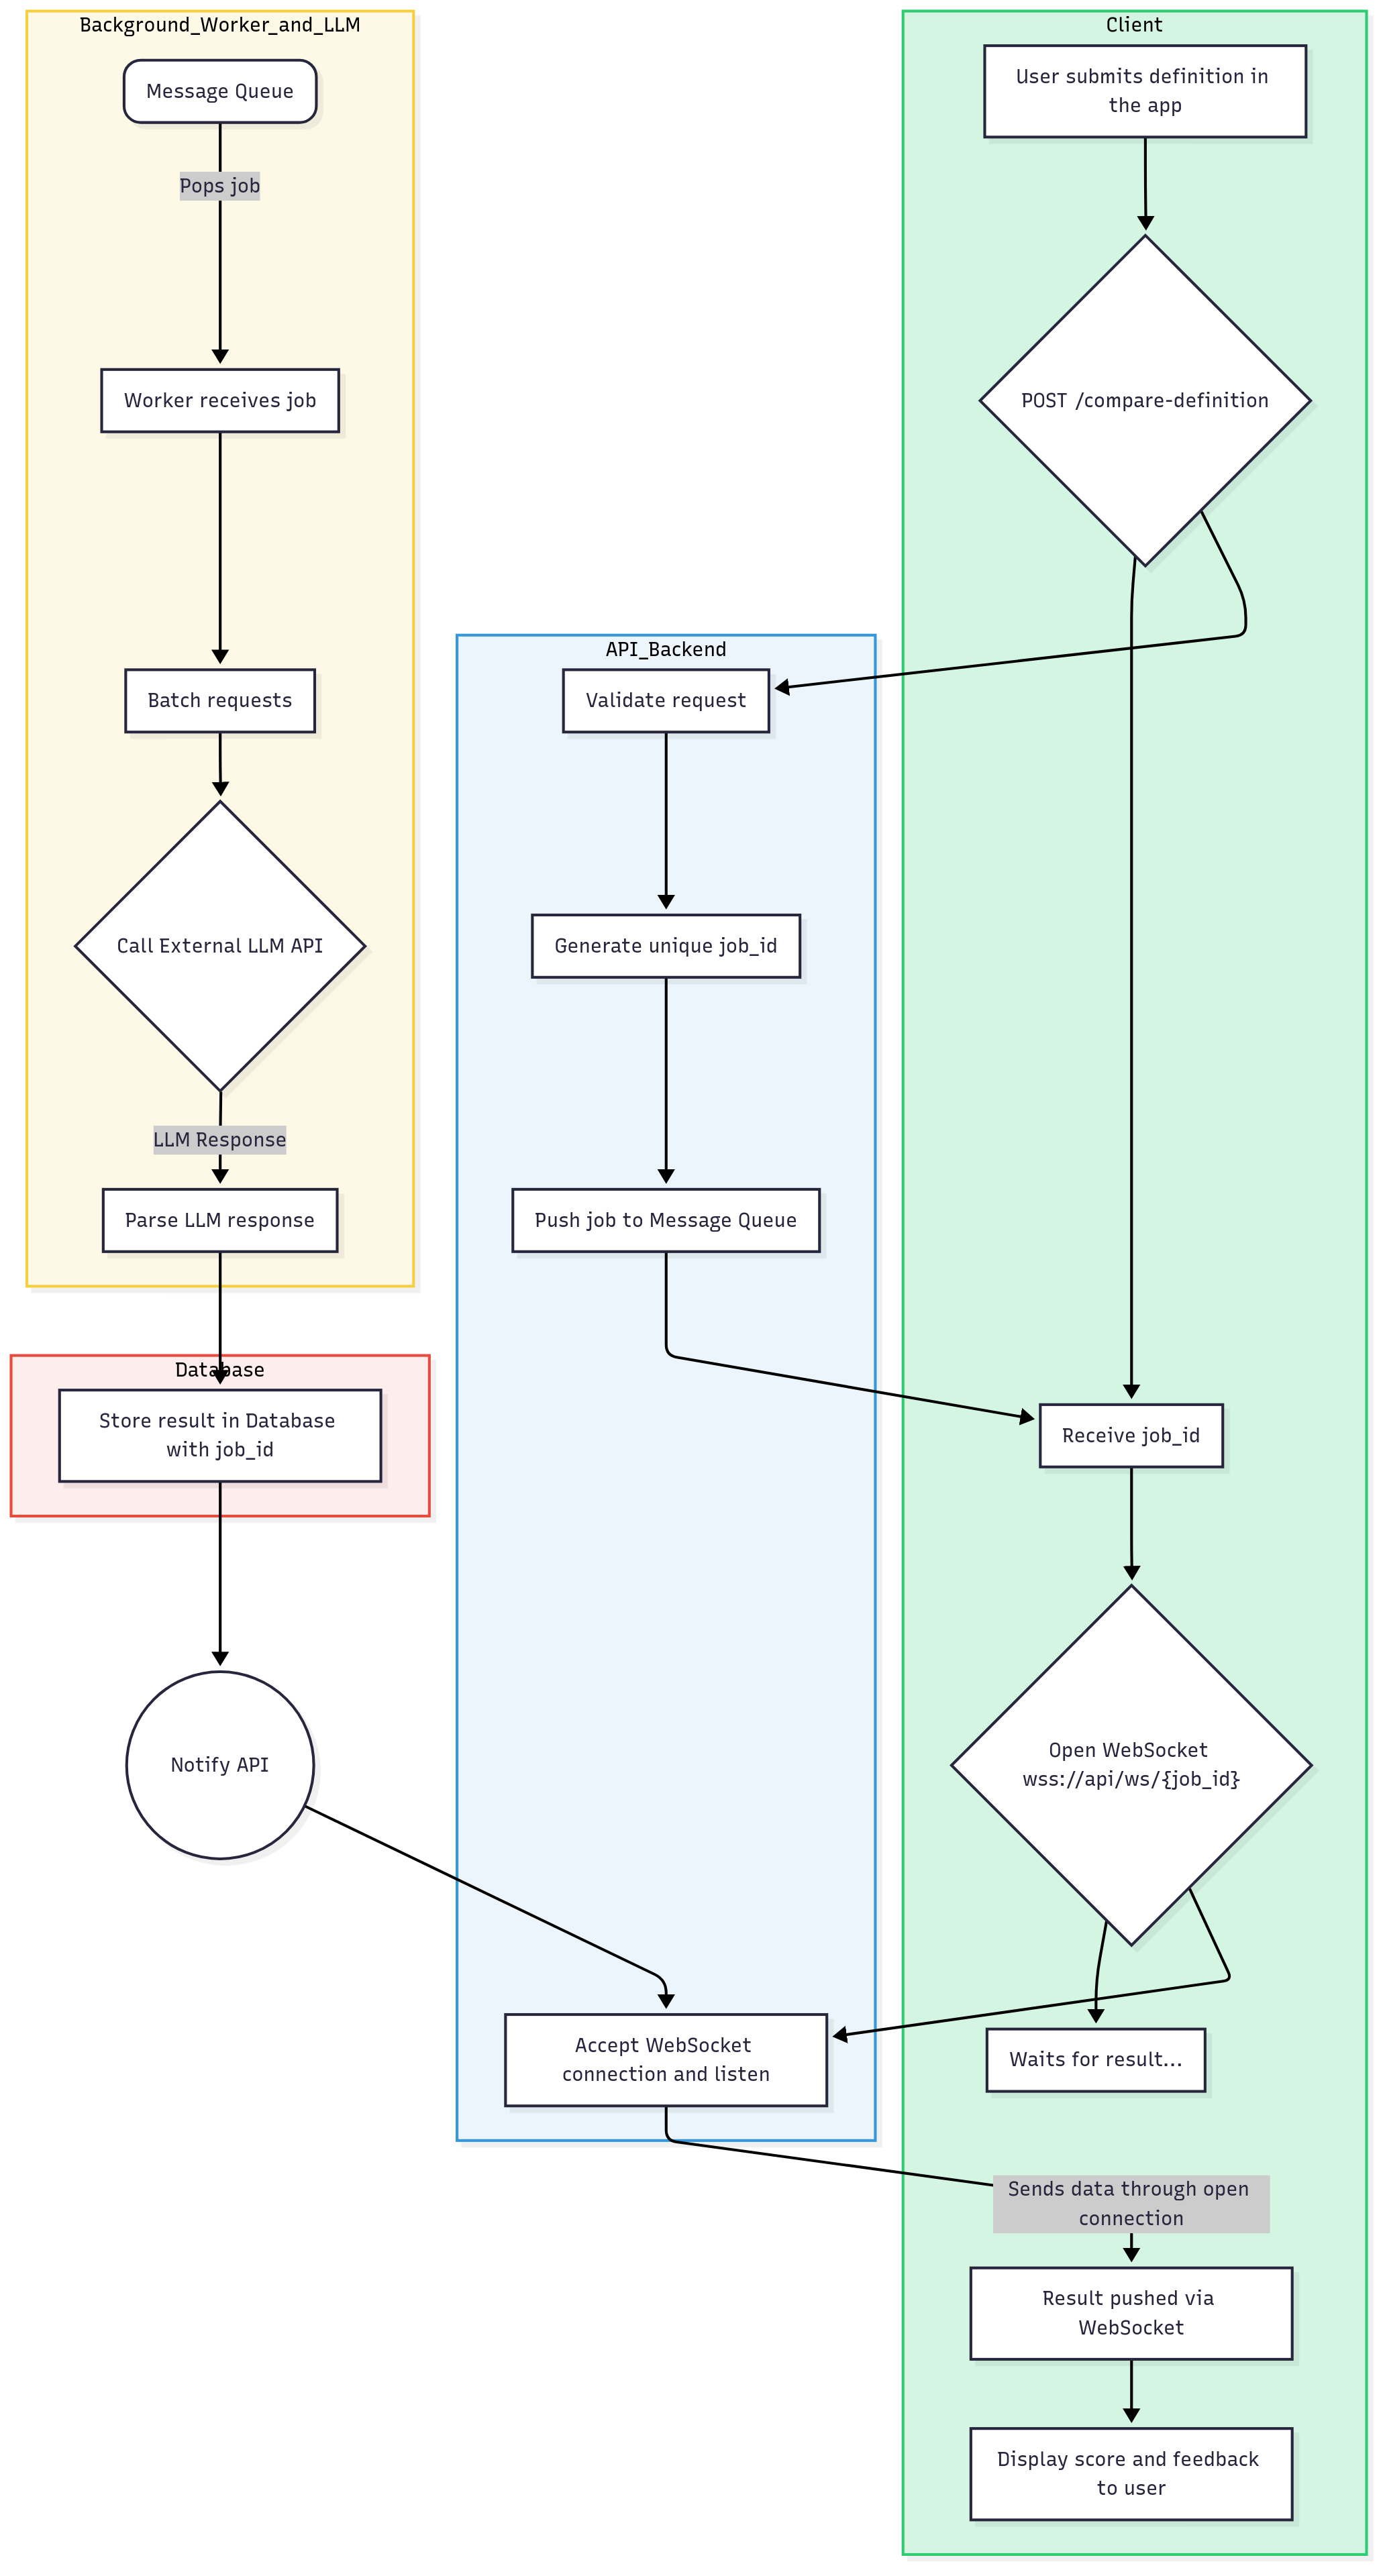 Background_Worker_and_LLM
Message Queue
Pops job
Worker receives job
Batch requests
Call External LLM API
LLM Response
Parse LLM response
Database
Store result in Database
with job_id
Notify API
API_Backend
Validate request
Generate unique job_id
Push job to Message Queue
Accept WebSocket
connection and listen
Client
User submits definition in
the app
POST /compare-definition
Receive job_id
Open WebSocket
wss://api/ws/{job_id}
Waits for result...
Sends data through open
connection
Result pushed via
WebSocket
Display score and feedback
to user